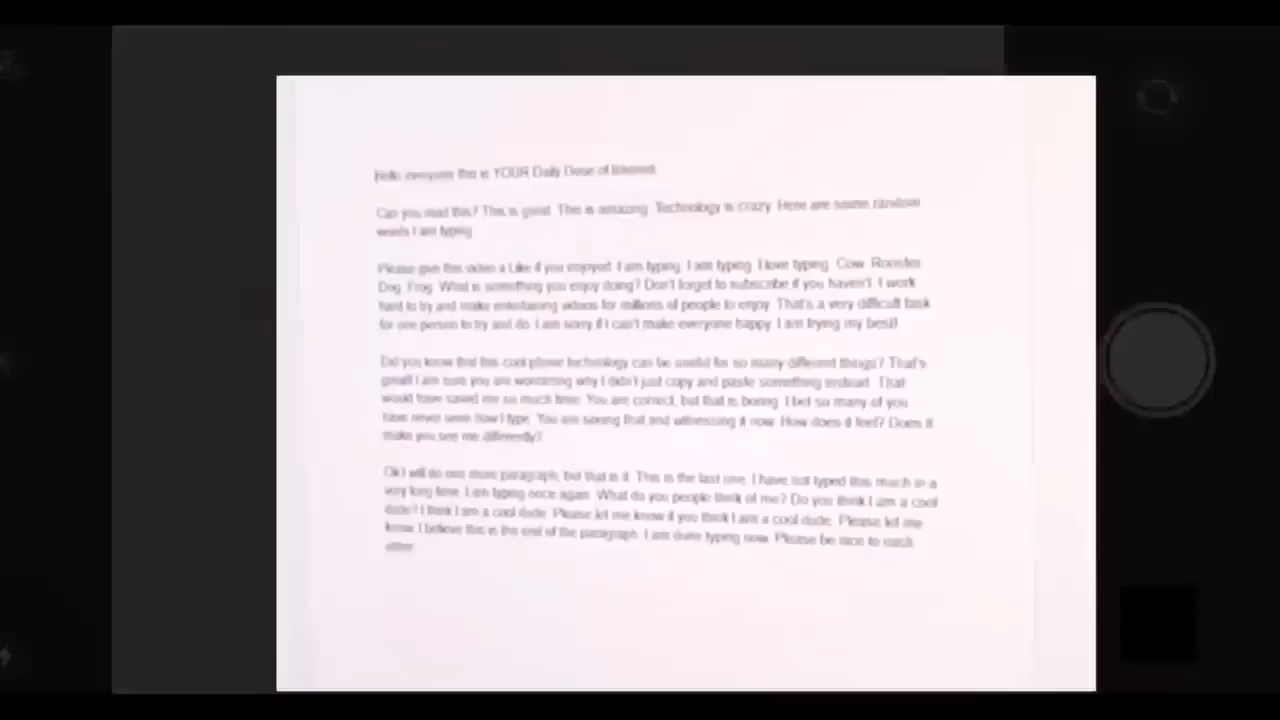 Hello everyone this is YOUR Daily Dose of Internet
Can you read this? This is great. This is amazing. Technology is crazy. Here are some random
words I am typing
Please give this video a Like if you enjoyed. I am typing. I am typing. I love typing. Cow. Rooster.
Dog. Frog. What is something you enjoy doing? Don't forget to subscribe if you haven't. I work
hard to try and make entertaining videos for millions of people to enjoy. That's a very difficult task
for one person to try and do. I am sorry if I can't make everyone happy. I am trying my best!
Did you know that this cool phone technology can be useful for so many different things? That's
great! I am sure you are wondering why I didn't just copy and paste something instead. That
would have saved me so much time. You are correct, but that is boring. I bet so many of you
have never seen how I type. You are seeing that and witnessing it now. How does it feel? Does it
make you see me differently?
Ok I will do one more paragraph, but that is it. This is the last one. I have not typed this much in a
very long time. I am typing once again. What do you people think of me? Do you think I am a cool
dude? I think I am a cool dude. Please let me know if you think I am a cool dude. Please let me
know. I believe this is the end of the paragraph. I am done typing now. Please be nice to each
other.